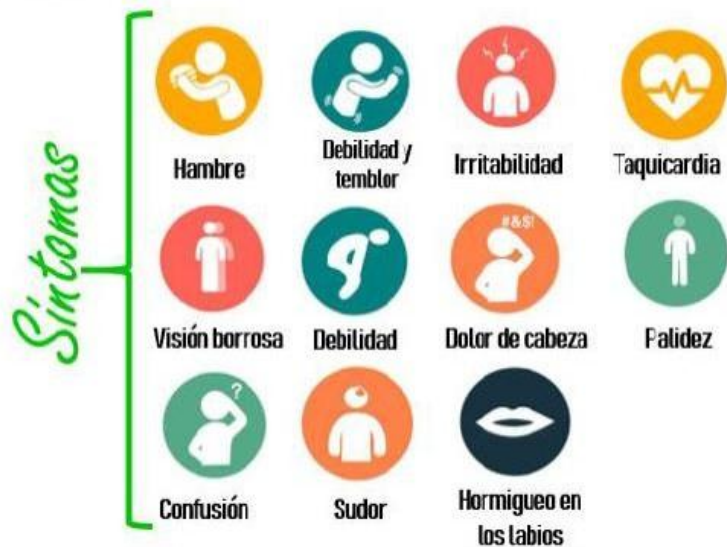 Síntomas
Hambre
Debilidad y
temblor
Irritabilidad
Taquicardia
Visión borrosa
Debilidad
#&$!
Dolor de cabeza
Palidez
?
Confusión
Sudor
Hormigueo en
los labios